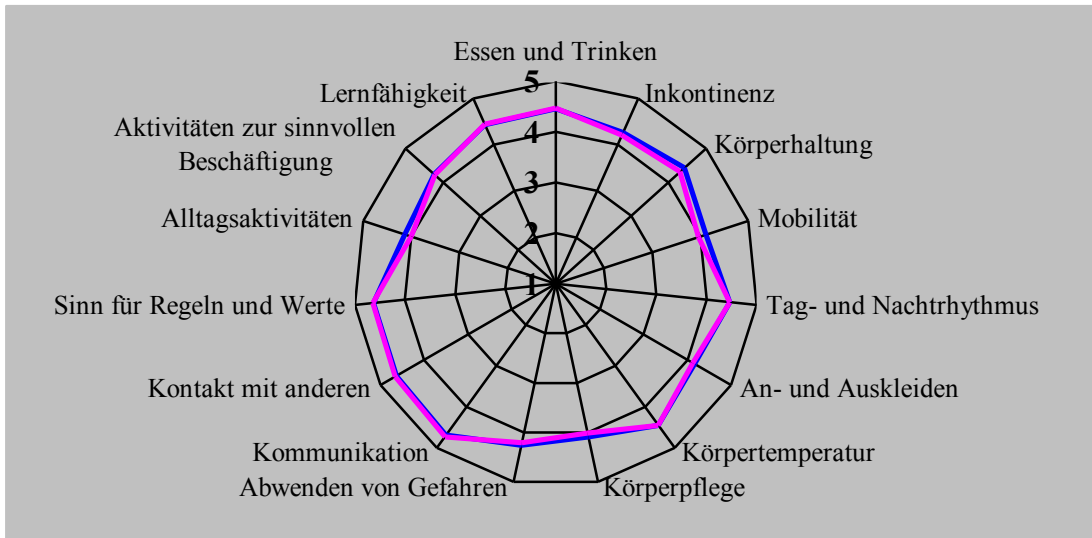 Essen und Trinken
5
Lernfähigkeit
Inkontinenz
4
Aktivitäten zur sinnvollen
Beschäftigung
Körperhaltung
3
Alltagsaktivitäten
Mobilität
2
1
Sinn für Regeln und Werte
Tag- und Nachtrhythmus
Kontakt mit anderen
An- und Auskleiden
Kommunikation
Körpertemperatur
Abwenden von Gefahren
Körperpflege